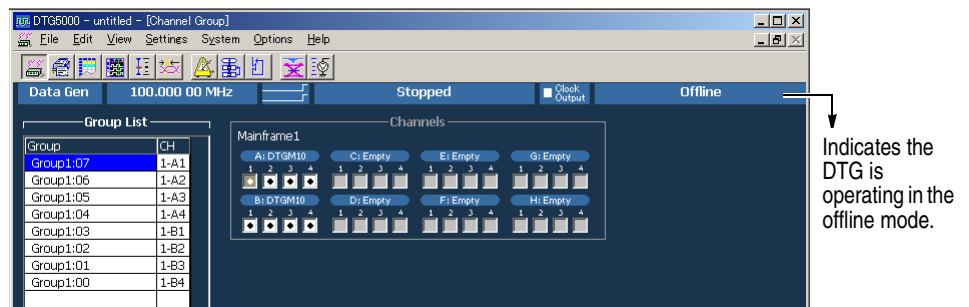 DTG5000 - untitled - [Channel Group]
File Edit View Settings System Options Help
Data Gen 100.000 00 MHz Stopped Clock Output Offline
Group List
Group CH
Group1:07 1-A1
Group1:06 1-A2
Group1:05 1-A3
Group1:04 1-A4
Group1:03 1-B1
Group1:02 1-B2
Group1:01 1-B3
Group1:00 1-B4
Channels
Mainframe1
A: DTGM10 C: Empty E: Empty G: Empty
1 2 3 4 1 2 3 4 1 2 3 4 1 2 3 4
B: DTGM10 D: Empty F: Empty H: Empty
1 2 3 4 1 2 3 4 1 2 3 4 1 2 3 4
Indicates the
DTG is
operating in the
offline mode.